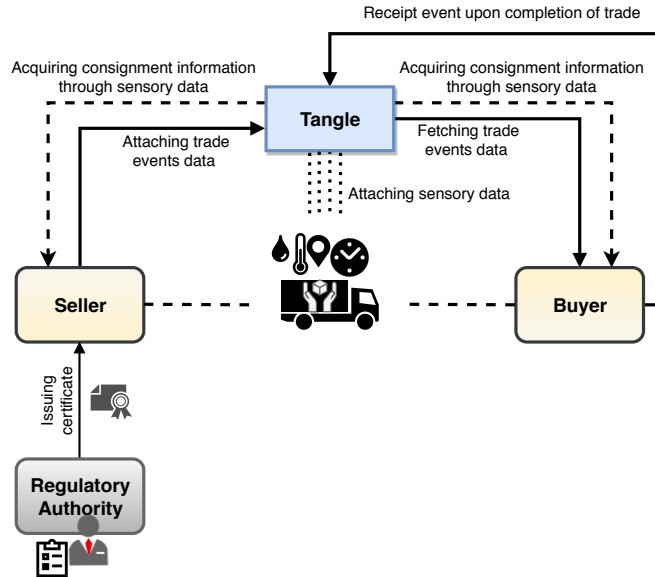 Receipt event upon completion of trade
Acquiring consignment information
through sensory data
Acquiring consignment information
through sensory data
Tangle
Attaching trade
events data
Fetching trade
events data
Attaching sensory data
Seller
Buyer
Issuing
certificate
Regulatory
Authority